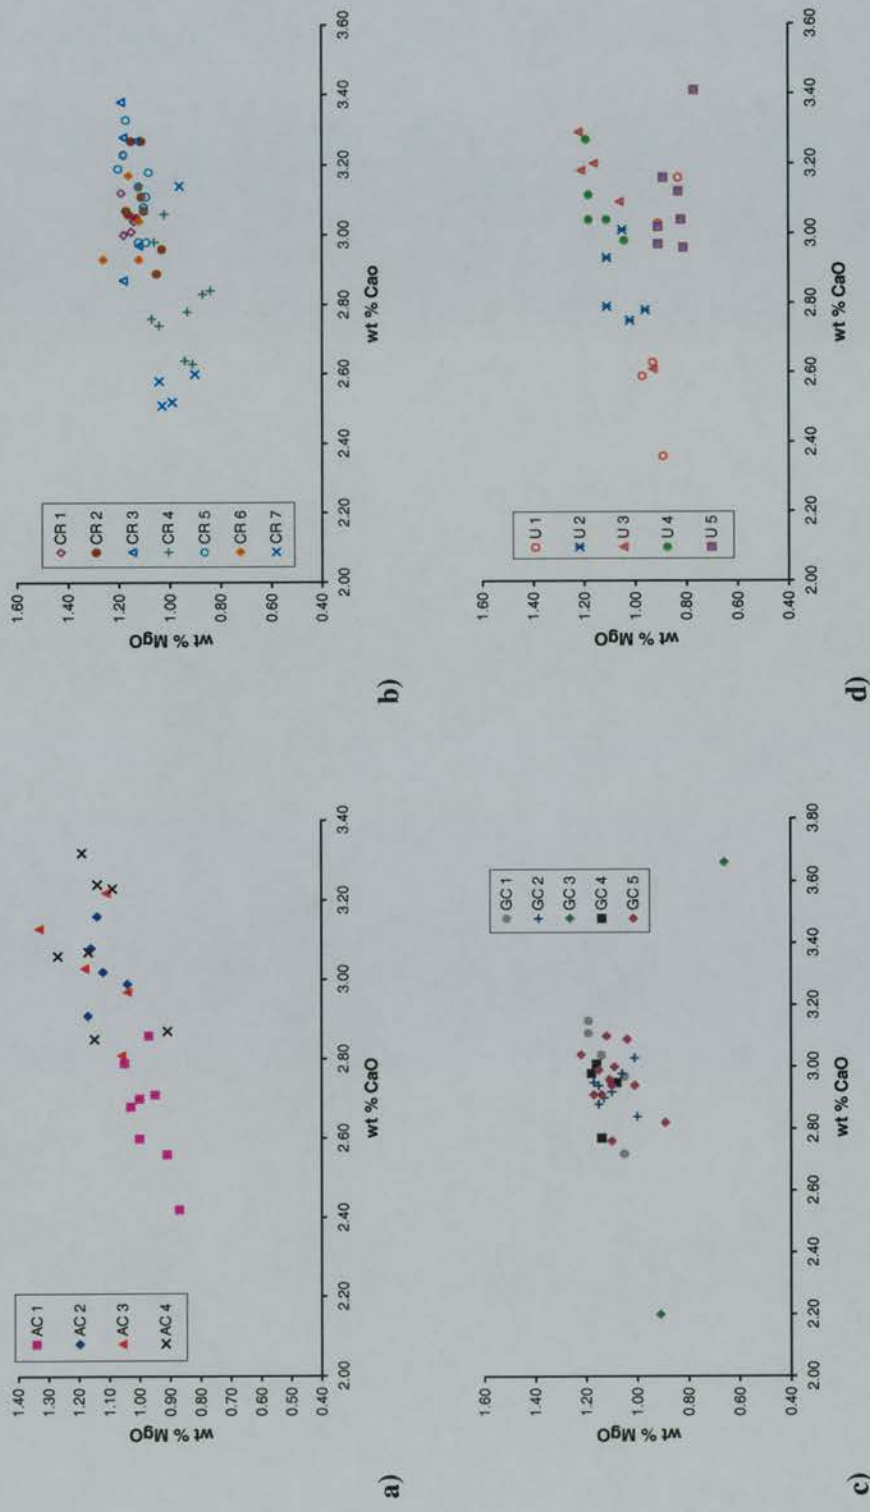 a)
1.40
1.30
1.20
1.10
1.00
0.90
0.80
0.70
0.60
0.50
0.40
wt % MgO
AC 1
AC 2
AC 3
AC 4
2.00 2.20 2.40 2.60 2.80 3.00 3.20 3.40
wt % CaO
b)
1.60
1.40
1.20
1.00
0.80
0.60
0.40
wt % MgO
CR 1
CR 2
CR 3
CR 4
CR 5
CR 6
CR 7
2.00 2.20 2.40 2.60 2.80 3.00 3.20 3.40 3.60
wt % Cao
c)
1.60
1.40
1.20
1.00
0.80
0.60
0.40
wt % MgO
GC 1
GC 2
GC 3
GC 4
GC 5
2.00 2.20 2.40 2.60 2.80 3.00 3.20 3.40 3.60 3.80
wt % CaO
d)
1.60
1.40
1.20
1.00
0.80
0.60
0.40
wt % MgO
U 1
U 2
U 3
U 4
U 5
2.00 2.20 2.40 2.60 2.80 3.00 3.20 3.40 3.60
wt % CaO